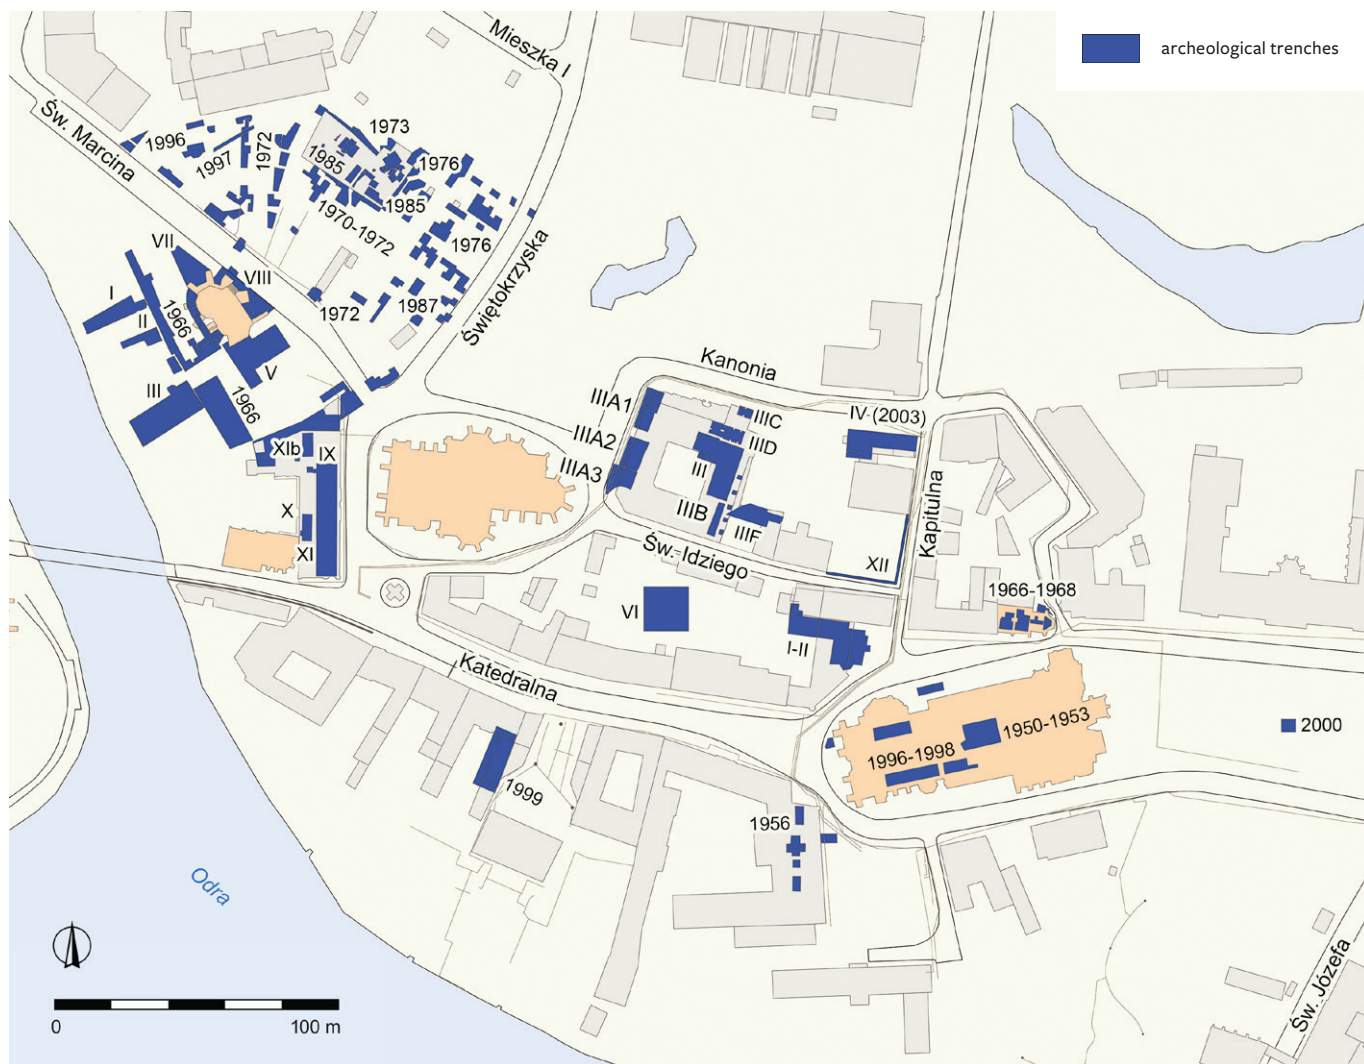 archeological trenches
Mieszka I
Św. Marcina
1996
1997
1972
1973
1985
1976
1985
1970-1972
1976
Świętokrzyska
VII
VIII
I
1966
II
1972
1987
V
III
1966
Kanonia
IIIA1
IIIC
IV (2003)
IIIA2
IIID
XIb
IX
IIIA3
III
X
IIIB
IIIF
Kapitulna
XI
Św. Idziego
XII
1966-1968
VI
I-II
Katedralna
1950-1953
2000
1996-1998
1999
1956
Odra
Św. Józefa
0
100 m